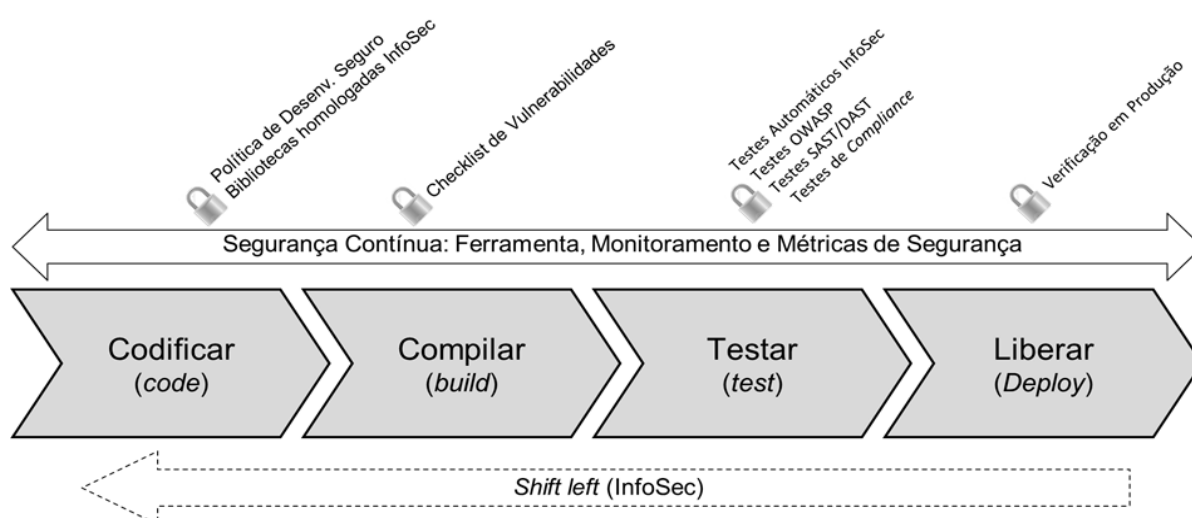 Política de Desenv. Seguro
Bibliotecas homologadas InfoSec
Checklist de Vulnerabilidades
Testes Automáticos InfoSec
Testes OWASP
Testes SAST/DAST
Testes de Compliance
Verificação em Produção
Segurança Contínua: Ferramenta, Monitoramento e Métricas de Segurança
Codificar
(code)
Compilar
(build)
Testar
(test)
Liberar
(Deploy)
Shift left (InfoSec)